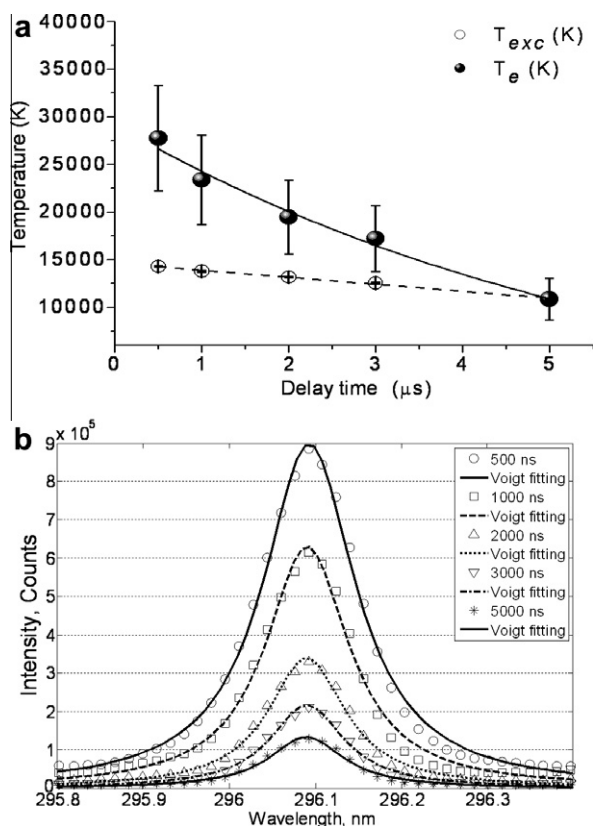 a
T exc (K)
T e (K)
40000
35000
30000
25000
20000
15000
10000
Temperature (K)
0 1 2 3 4 5
Delay time (μs)
b
x 10^5
9
8
7
6
5
4
3
2
1
0
Intensity, Counts
500 ns
Voigt fitting
1000 ns
Voigt fitting
2000 ns
Voigt fitting
3000 ns
Voigt fitting
5000 ns
Voigt fitting
295.8 295.9 296 296.1 296.2 296.3
Wavelength, nm